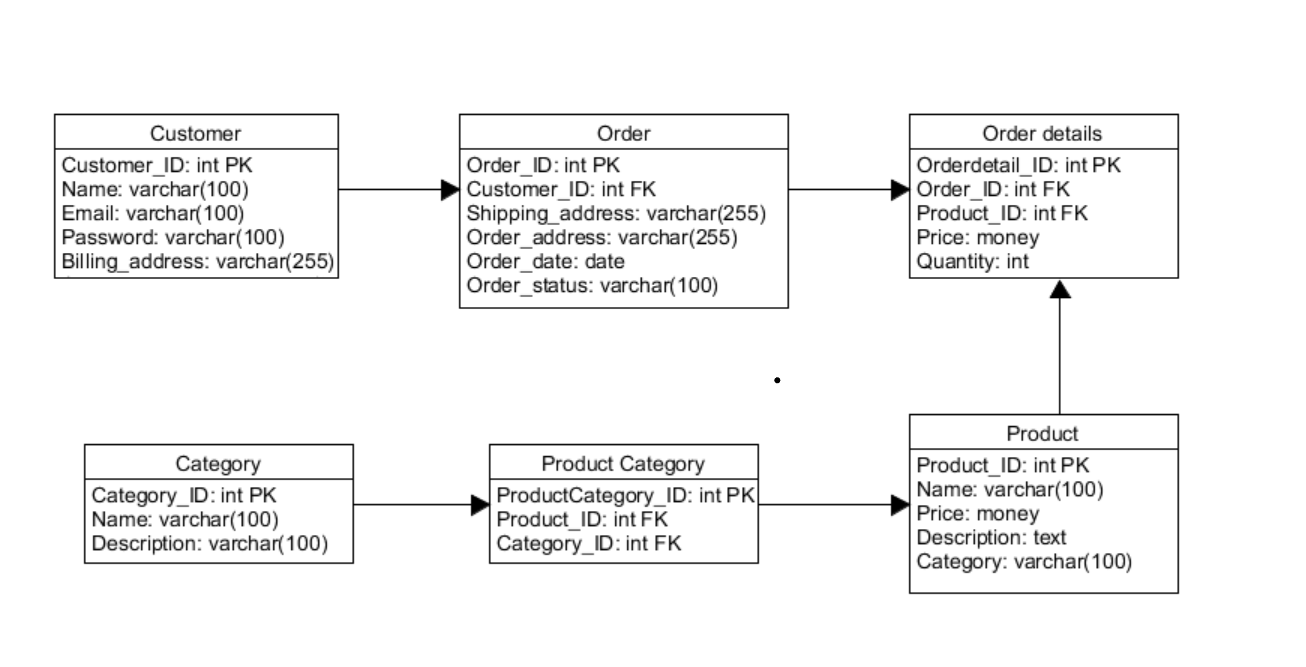 Customer
Customer_ID: int PK
Name: varchar(100)
Email: varchar(100)
Password: varchar(100)
Billing_address: varchar(255)
Order
Order_ID: int PK
Customer_ID: int FK
Shipping_address: varchar(255)
Order_address: varchar(255)
Order_date: date
Order_status: varchar(100)
Order details
Orderdetail_ID: int PK
Order_ID: int FK
Product_ID: int FK
Price: money
Quantity: int
Category
Category_ID: int PK
Name: varchar(100)
Description: varchar(100)
Product Category
ProductCategory_ID: int PK
Product_ID: int FK
Category_ID: int FK
Product
Product_ID: int PK
Name: varchar(100)
Price: money
Description: text
Category: varchar(100)